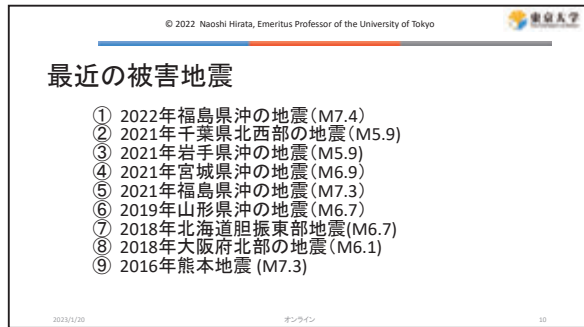 © 2022 Naoshi Hirata, Emeritus Professor of the University of Tokyo
東京大学
最近の被害地震
① 2022年福島県沖の地震(M7.4)
② 2021年千葉県北西部の地震(M5.9)
③ 2021年岩手県沖の地震(M5.9)
④ 2021年宮城県沖の地震(M6.9)
⑤ 2021年福島県沖の地震(M7.3)
⑥ 2019年山形県沖の地震(M6.7)
⑦ 2018年北海道胆振東部地震(M6.7)
⑧ 2018年大阪府北部の地震(M6.1)
⑨ 2016年熊本地震 (M7.3)
2023/1/20 オンライン 10